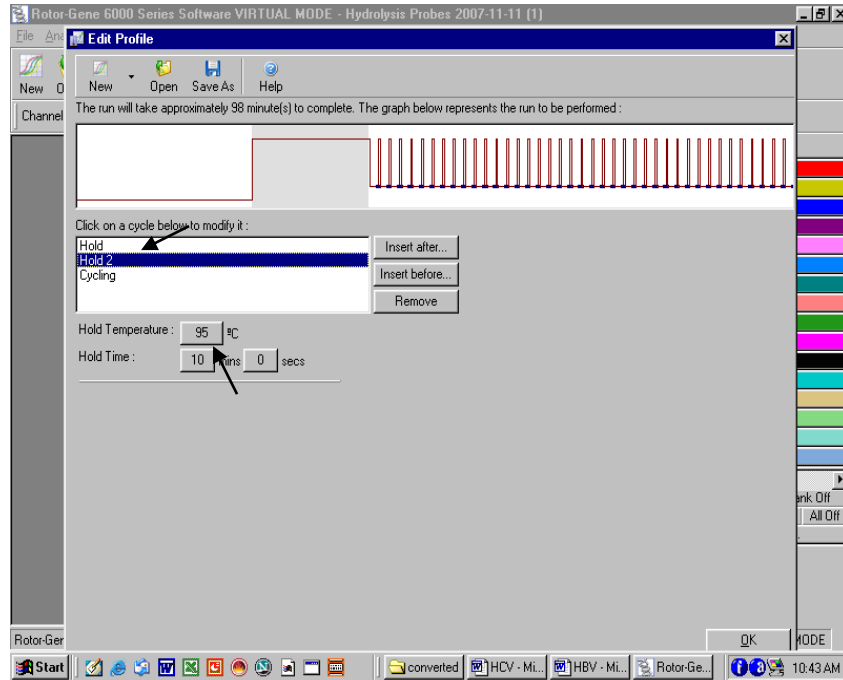 Rotor-Gene 6000 Series Software VIRTUAL MODE - Hydrolysis Probes 2007-11-11 (1)
File Ana
Edit Profile
New
New Open Save As Help
Channel
The run will take approximately 98 minute(s) to complete. The graph below represents the run to be performed :
Click on a cycle below to modify it :
Hold
Insert after...
Hold 2
Cycling
Insert before...
Remove
Hold Temperature : 95 ºC
Hold Time : 10 mins 0 secs
ank Off
All Off
Rotor-Ger
OK
MODE
Start
converted
HCV - Mi...
HBV - Mi...
Rotor-Ge...
10:43 AM